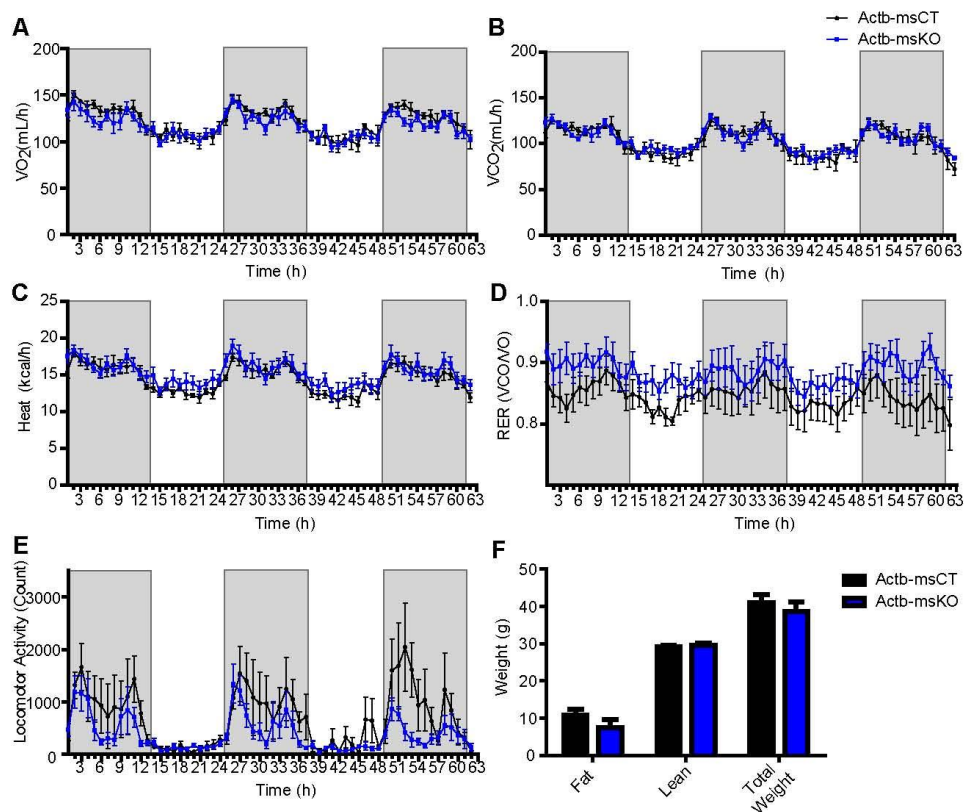 A
200
150
100
50
0
VO2(mL/h)
3 6 9 12 15 18 21 24 27 30 33 36 39 42 45 48 51 54 57 60 63
Time (h)
B
Actb-msCT
Actb-msKO
200
150
100
50
0
VCO2(mL/h)
3 6 9 12 15 18 21 24 27 30 33 36 39 42 45 48 51 54 57 60 63
Time (h)
C
25
20
15
10
5
0
Heat (kcal/h)
3 6 9 12 15 18 21 24 27 30 33 36 39 42 45 48 51 54 57 60 63
Time (h)
D
1.0
0.9
0.8
RER (VCO/VO)
3 6 9 12 15 18 21 24 27 30 33 36 39 42 45 48 51 54 57 60 63
Time (h)
E
3000
2000
1000
0
Locomotor Activity (Count)
3 6 9 12 15 18 21 24 27 30 33 36 39 42 45 48 51 54 57 60 63
Time (h)
F
Actb-msCT
Actb-msKO
50
40
30
20
10
0
Weight (g)
Fat
Lean
Total
Weight